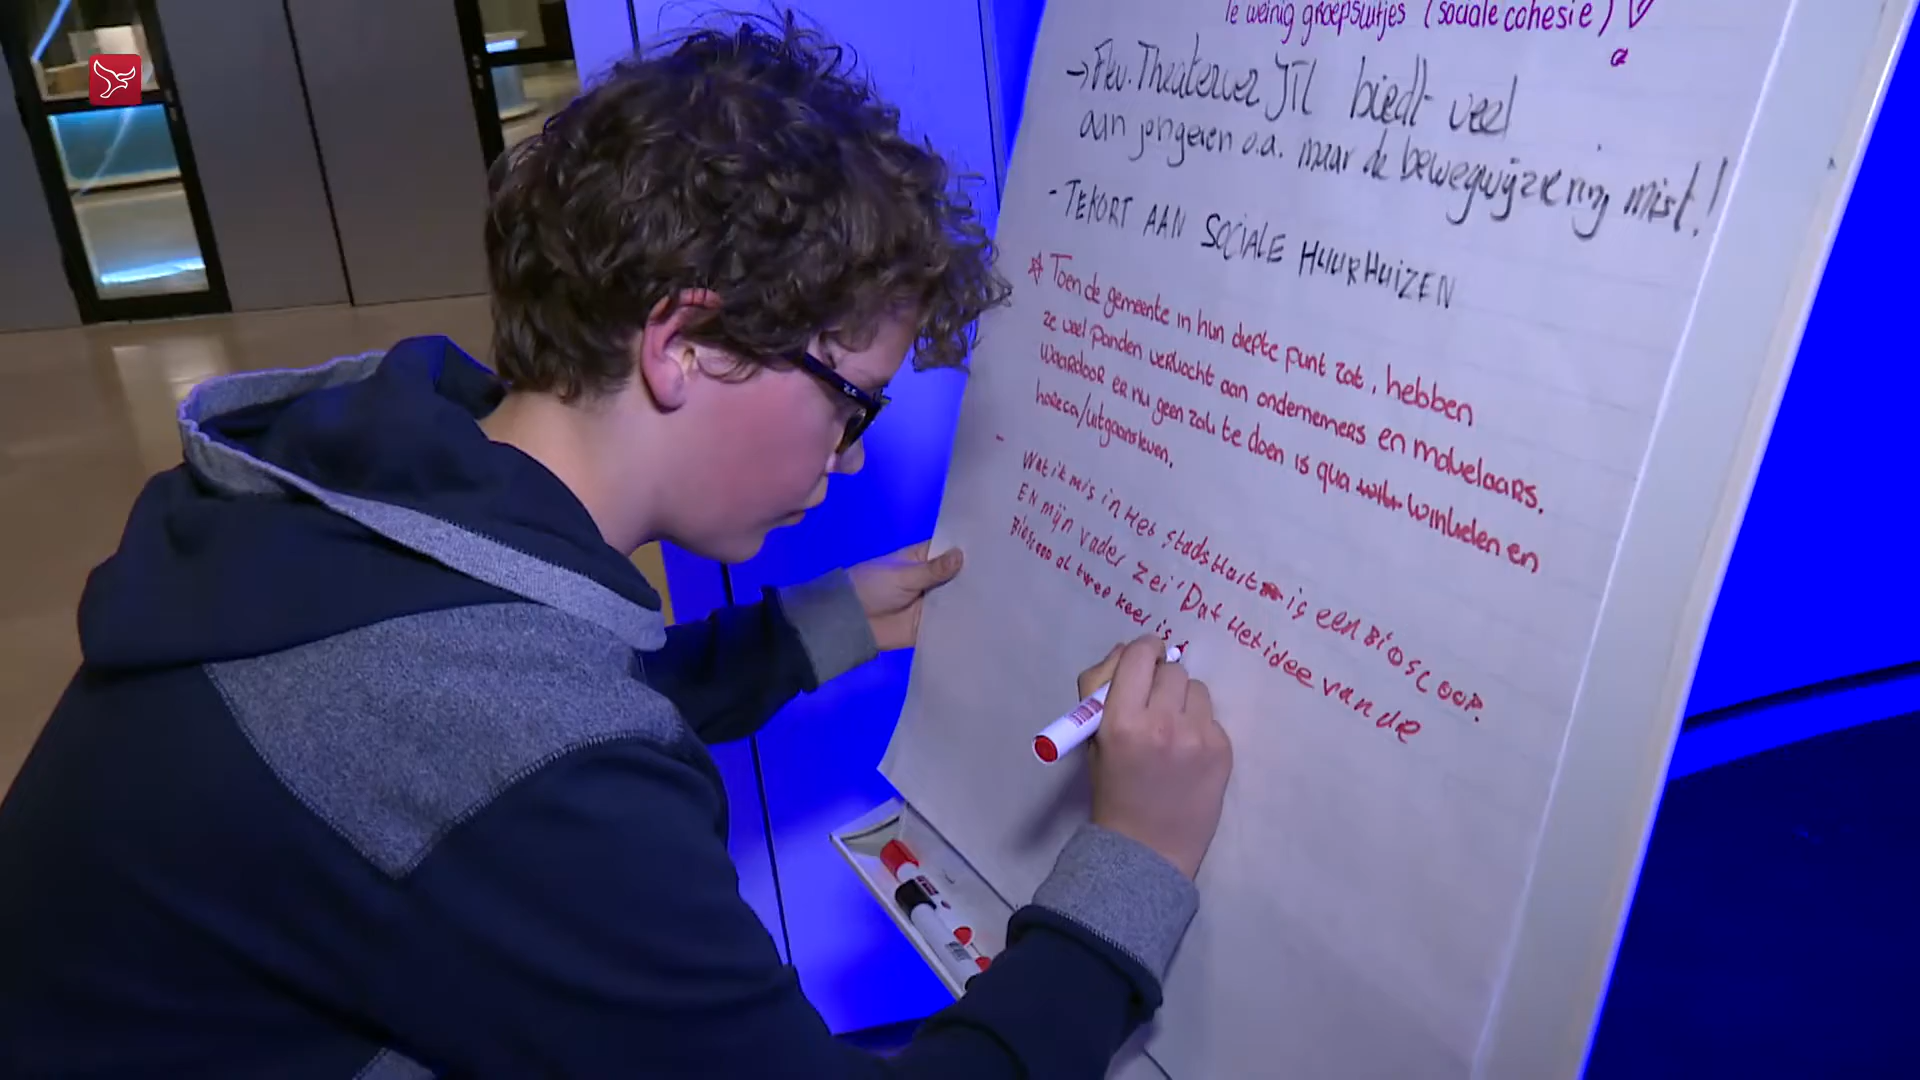 Te weinig groepsuitjes (sociale cohesie)
→ Flev. Theater JTL biedt veel
aan jongeren o.a. maar de bewegwijzering mist!
- TEKORT AAN SOCIALE HUURHUIZEN
Toen de gemeente in hun diepte punt zat, hebben
ze veel panden verkocht aan ondernemers en makelaars.
waardoor er nu geen zak te doen is qua winkelen en
horeca/uitgaansleven.
- Wat ik mis in Het stadsHart is een BiOSCOOP.
EN mijn vader zei 'Dat Het idee van de
Bioscoop al twee keer is